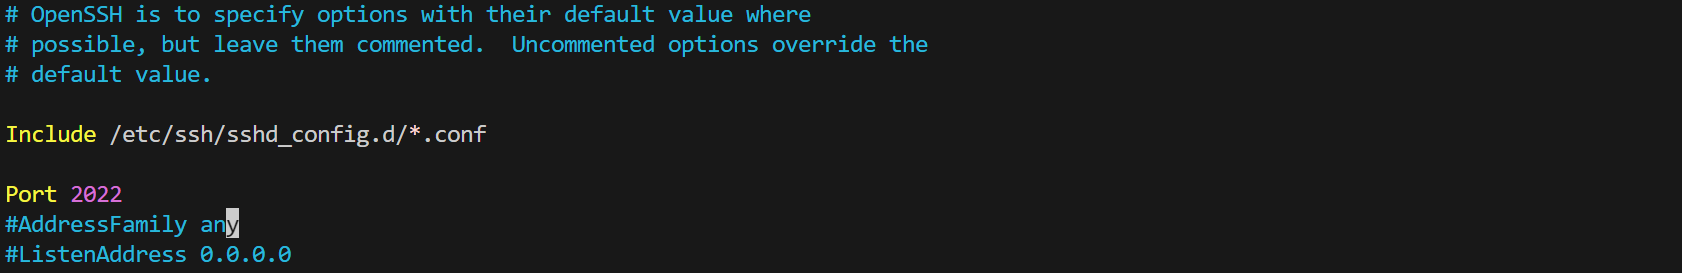 # OpenSSH is to specify options with their default value where
# possible, but leave them commented.  Uncommented options override the
# default value.
Include /etc/ssh/sshd_config.d/*.conf
Port 2022
#AddressFamily any
#ListenAddress 0.0.0.0